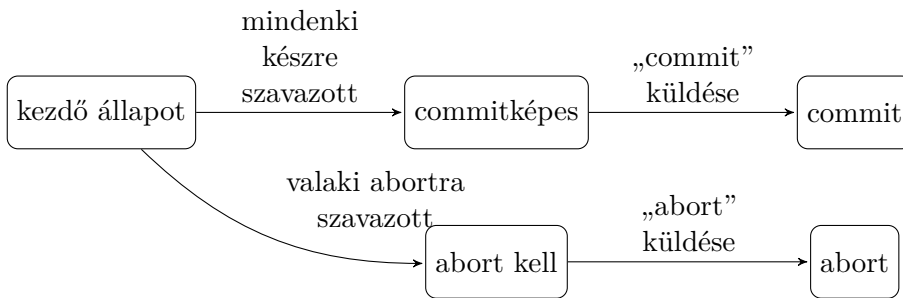 mindenki
készre
szavazott
„commit”
küldése
kezdő állapot
commitképes
commit
valaki abortra
szavazott
„abort”
küldése
abort kell
abort